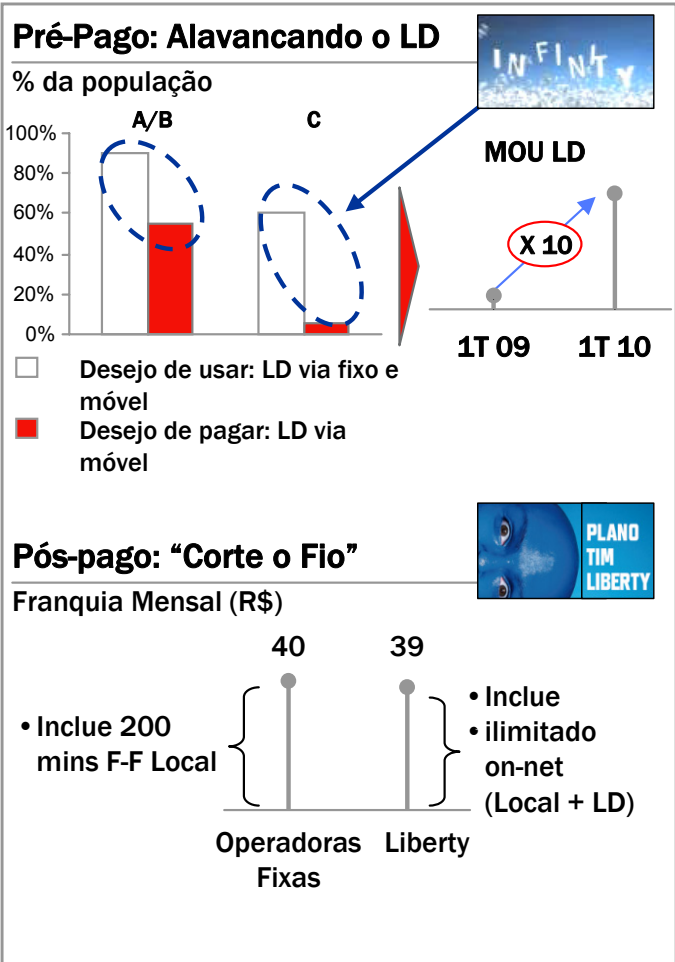 Pré-Pago: Alavancando o LD
INFINITY
% da população
A/B
C
100%
80%
60%
40%
20%
0%
MOU LD
X 10
1T 09
1T 10
Desejo de usar: LD via fixo e
móvel
Desejo de pagar: LD via
móvel
Pós-pago: “Corte o Fio”
PLANO
TIM
LIBERTY
Franquia Mensal (R$)
40
39
• Inclue 200
mins F-F Local
• Inclue
• ilimitado
on-net
(Local + LD)
Operadoras
Fixas
Liberty